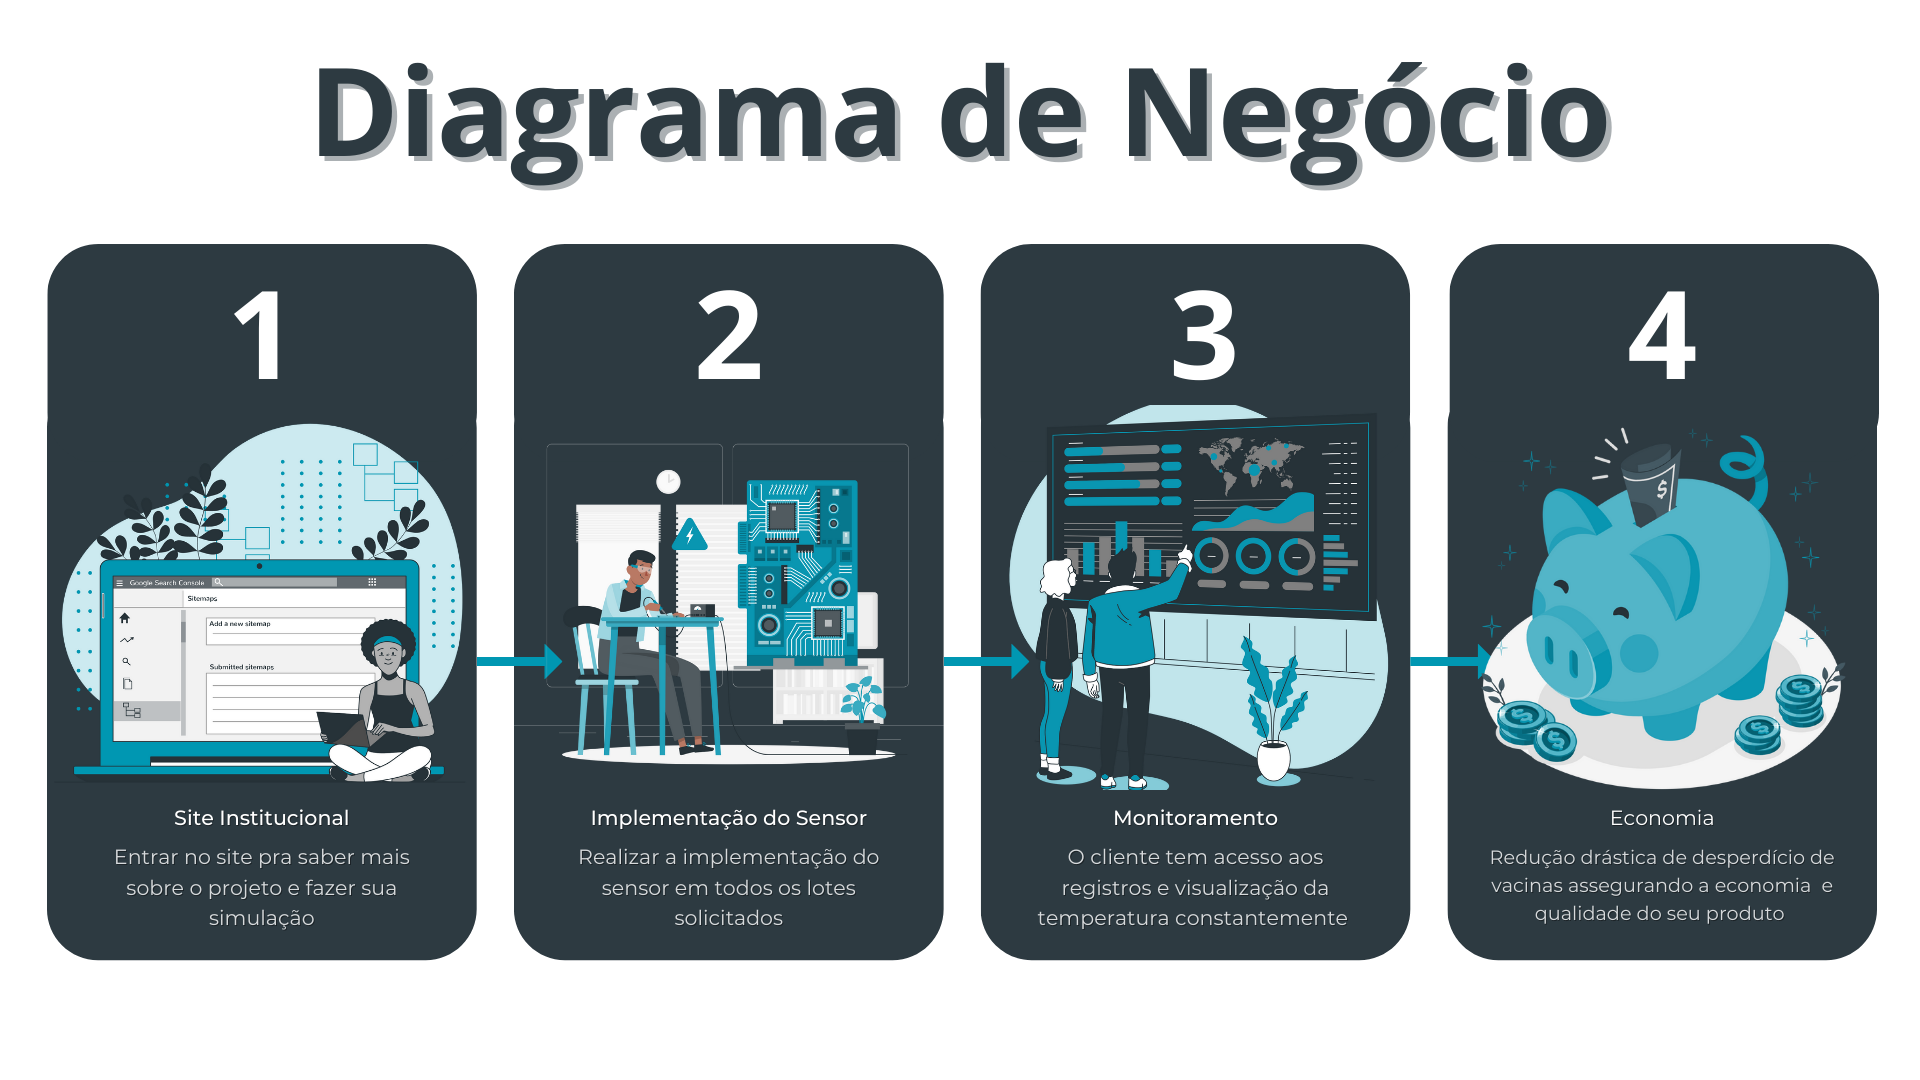 Diagrama de Negócio
1
Google Search Console
Sitemaps
Add a new sitemap
Submitted sitemaps
Site Institucional
Entrar no site pra saber mais
sobre o projeto e fazer sua
simulação
2
Implementação do Sensor
Realizar a implementação do
sensor em todos os lotes
solicitados
3
Monitoramento
O cliente tem acesso aos
registros e visualização da
temperatura constantemente
4
$
$
$
$
$
Economia
Redução drástica de desperdício de
vacinas assegurando a economia  e
qualidade do seu produto